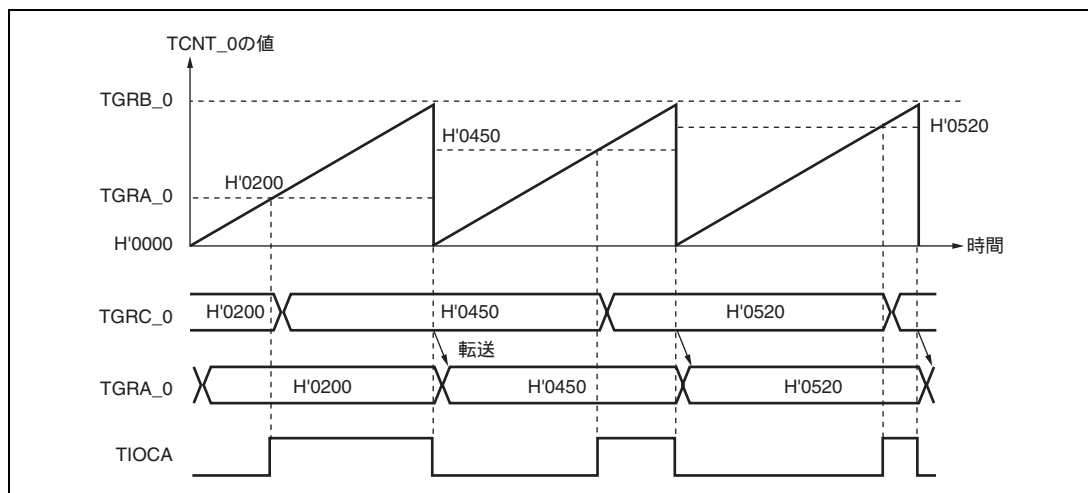 TCNT_0の値
TGRB_0
H'0520
H'0450
H'0200
TGRA_0
H'0000
時間
TGRC_0
H'0200
H'0450
H'0520
転送
TGRA_0
H'0200
H'0450
H'0520
TIOCA